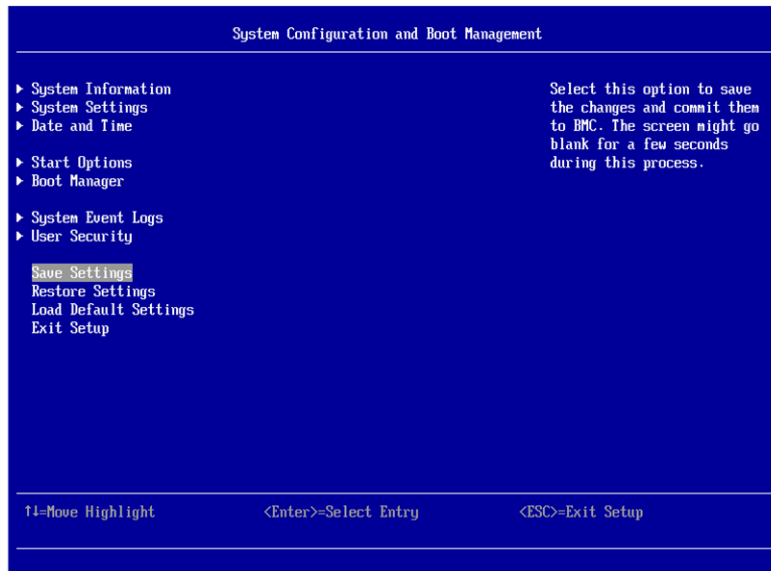 System Configuration and Boot Management
▶ System Information
▶ System Settings
▶ Date and Time
▶ Start Options
▶ Boot Manager
▶ System Event Logs
▶ User Security
Save Settings
Restore Settings
Load Default Settings
Exit Setup
Select this option to save
the changes and commit them
to BMC. The screen might go
blank for a few seconds
during this process.
↑↓=Move Highlight <Enter>=Select Entry <ESC>=Exit Setup